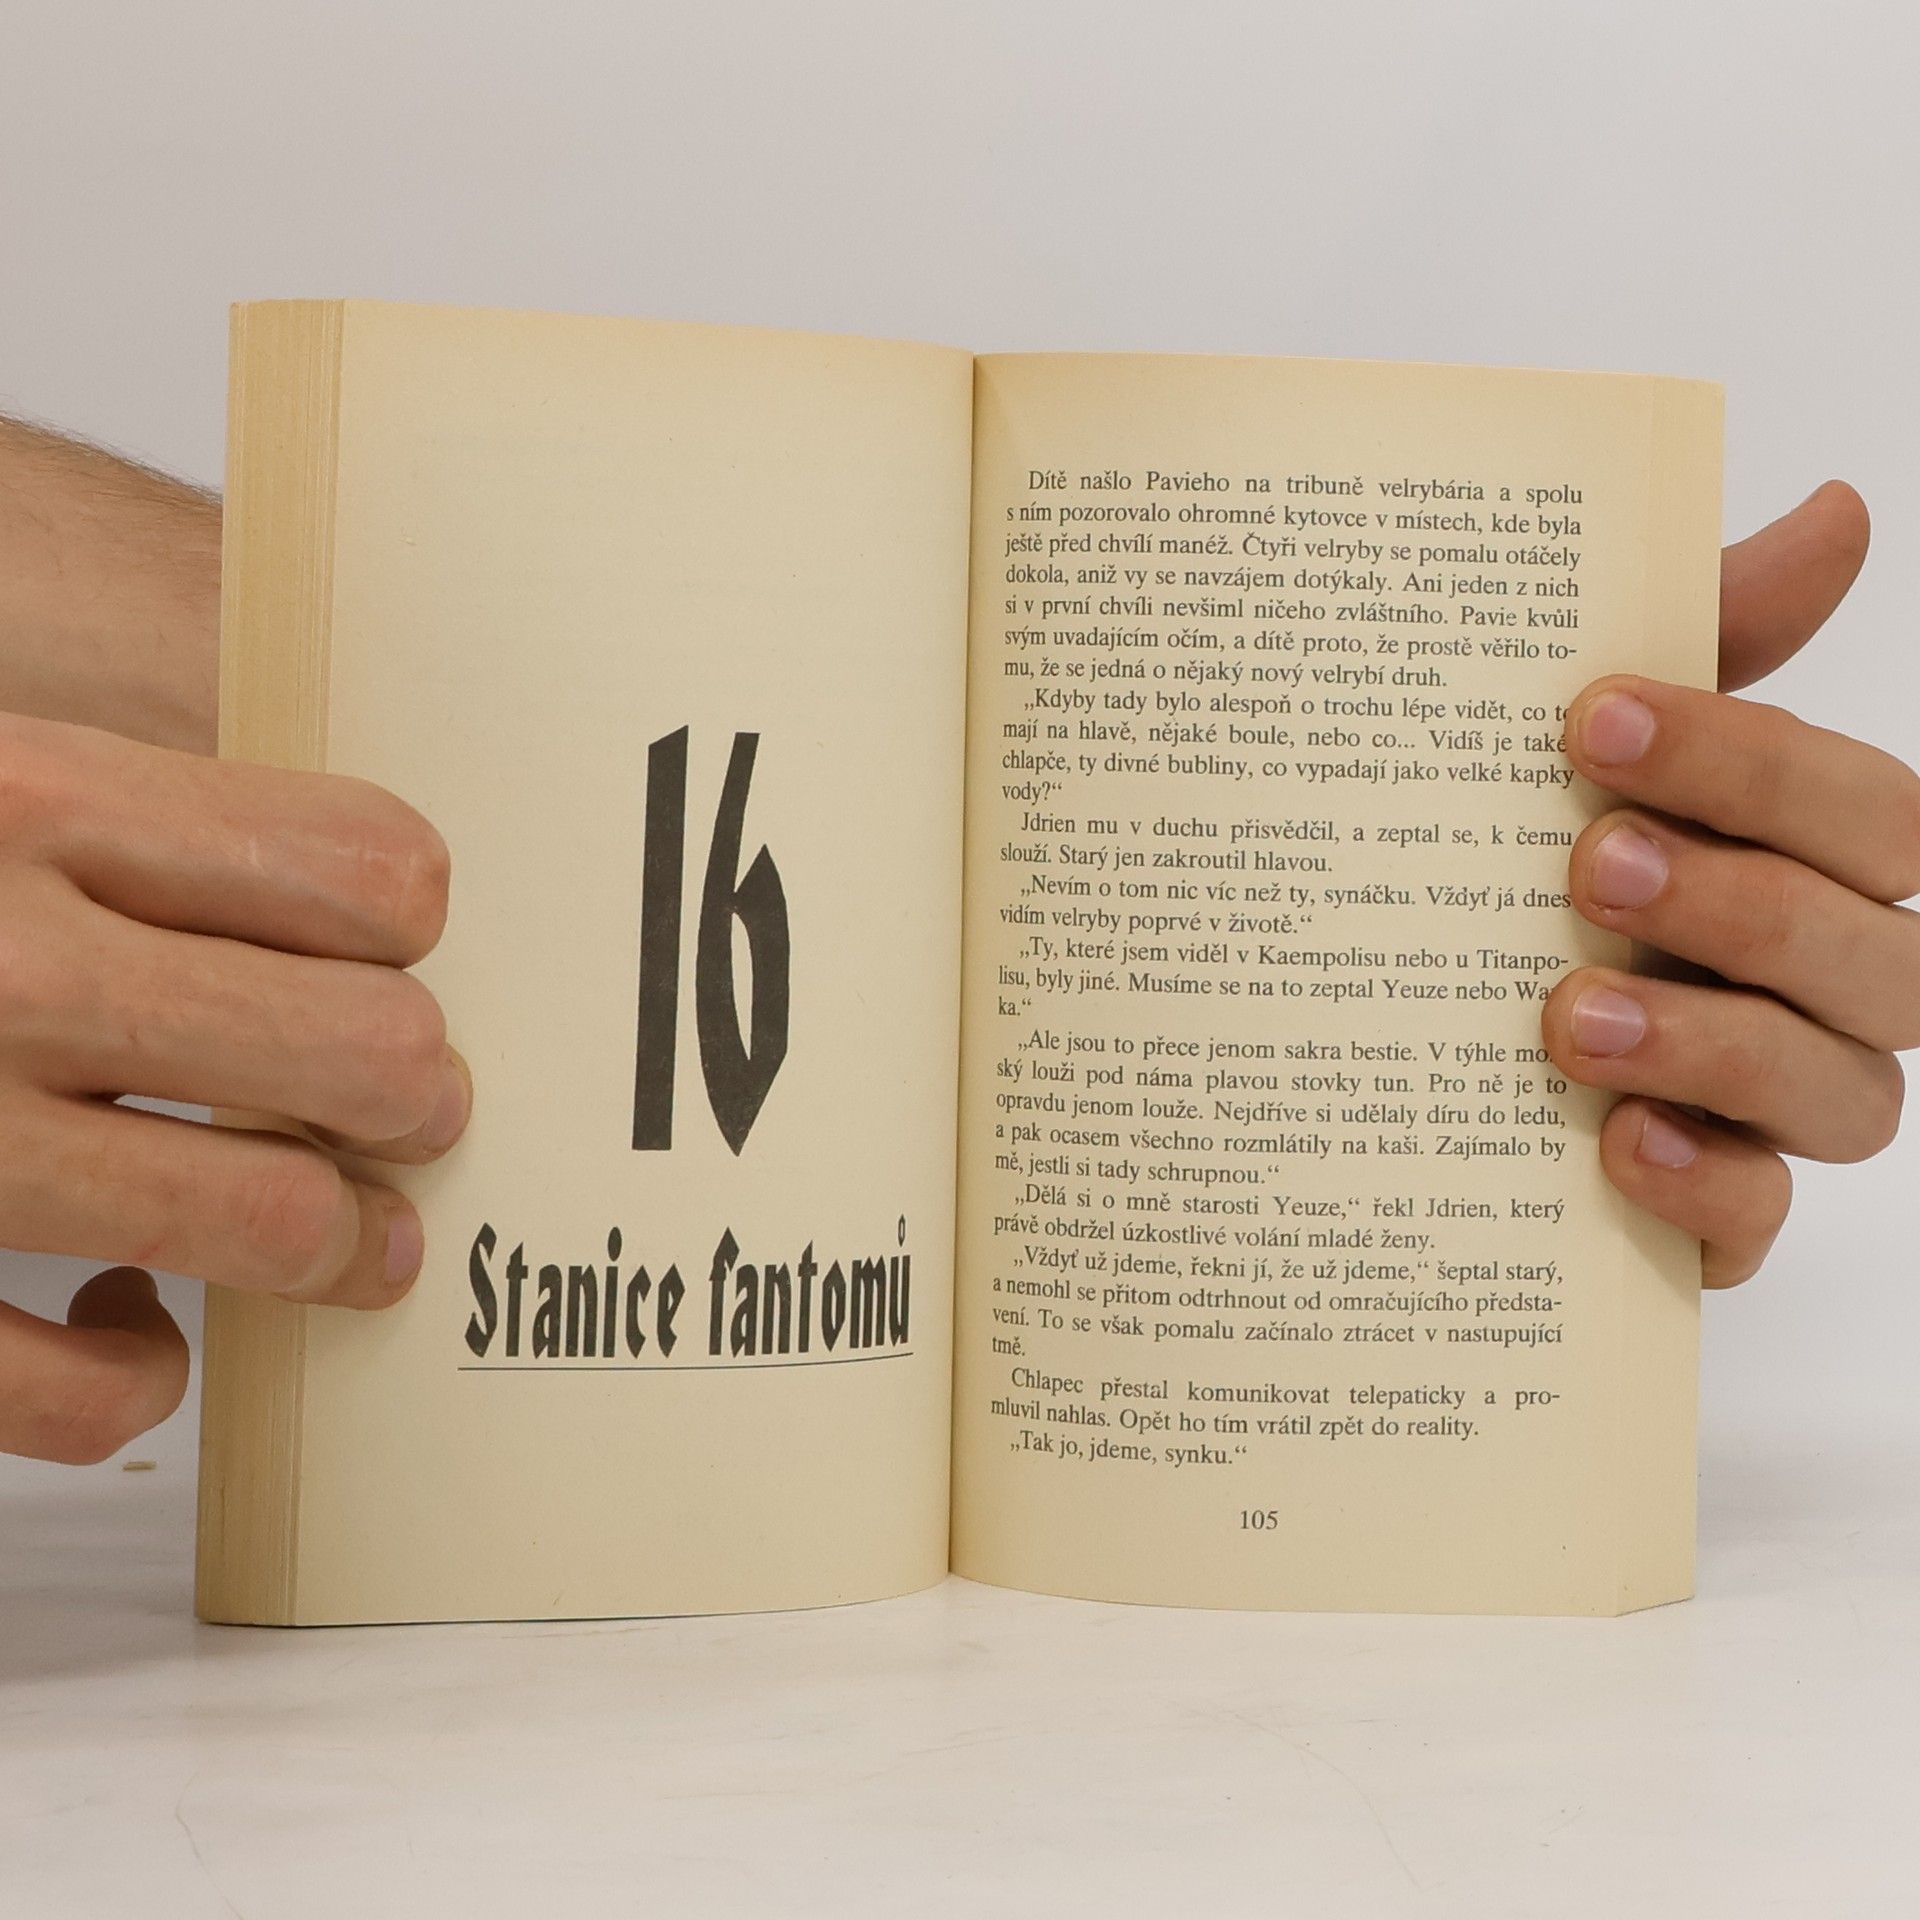 16
Stanice fantomů
Dítě našlo Pavieho na tribuně velrybária a spolu
s ním pozorovalo ohromné kytovce v místech, kde byla
ještě před chvílí manéž. Čtyři velryby se pomalu otáčely
dokola, aniž vy se navzájem dotýkaly. Ani jeden z nich
si v první chvíli nevšiml ničeho zvláštního. Pavie kvůli
svým uvadajícím očím, a dítě proto, že prostě věřilo to-
mu, že se jedná o nějaký nový velrybí druh.
„Kdyby tady bylo alespoň o trochu lépe vidět, co
mají na hlavě, nějaké boule, nebo co... Vidíš je také
chlapče, ty divné bubliny, co vypadají jako velké kapky
vody?“
Jdrien mu v duchu přisvědčil, a zeptal se, k čemu
slouží. Starý jen zakroutil hlavou.
„Nevím o tom nic víc než ty, synáčku. Vždyť já dnes
vidím velryby poprvé v životě.“
„Ty, které jsem viděl v Kaempolisu nebo u Titanpo-
lisu, byly jiné. Musíme se na to zeptal Yeuze nebo
ka.“
„Ale jsou to přece jenom sakra bestie. V týhle
ský louži pod náma plavou stovky tun. Pro ně je to
opravdu jenom louže. Nejdříve si udělaly díru do ledu,
a pak ocasem všechno rozmlátily na kaši. Zajímalo by
mě, jestli si tady schrupnou.“
„Dělá si o mně starosti Yeuze,“ řekl Jdrien, který
právě obdržel úzkostlivé volání mladé ženy.
„Vždyť už jdeme, řekni jí, že už jdeme,“ šeptal starý,
a nemohl se přitom odtrhnout od omračujícího předsta-
vení. To se však pomalu začínalo ztrácet v nastupující
tmě.
Chlapec přestal komunikovat telepaticky a pro-
mluvil nahlas. Opět ho tím vrátil zpět do reality.
„Tak jo, jdeme, synku.“
105